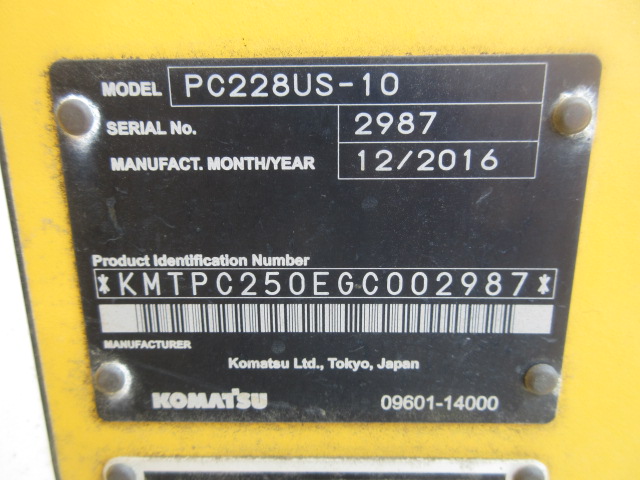 MODEL PC228US-10
SERIAL No. 2987
MANUFACT. MONTH/YEAR 12/2016
Product Identification Number
*KMTPC250EGC002987*
MANUFACTURER
Komatsu Ltd., Tokyo, Japan
KOMATSU 09601-14000